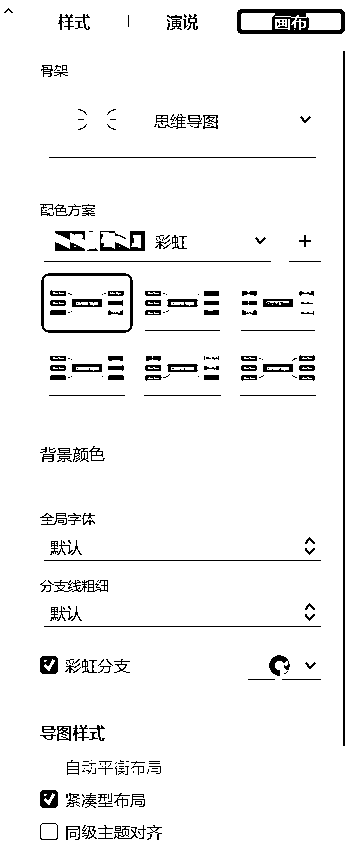 样式 演说 画布
骨架
思维导图
配色方案
彩虹
背景颜色
全局字体
默认
分支线粗细
默认
彩虹分支
导图样式
自动平衡布局
紧凑型布局
同级主题对齐